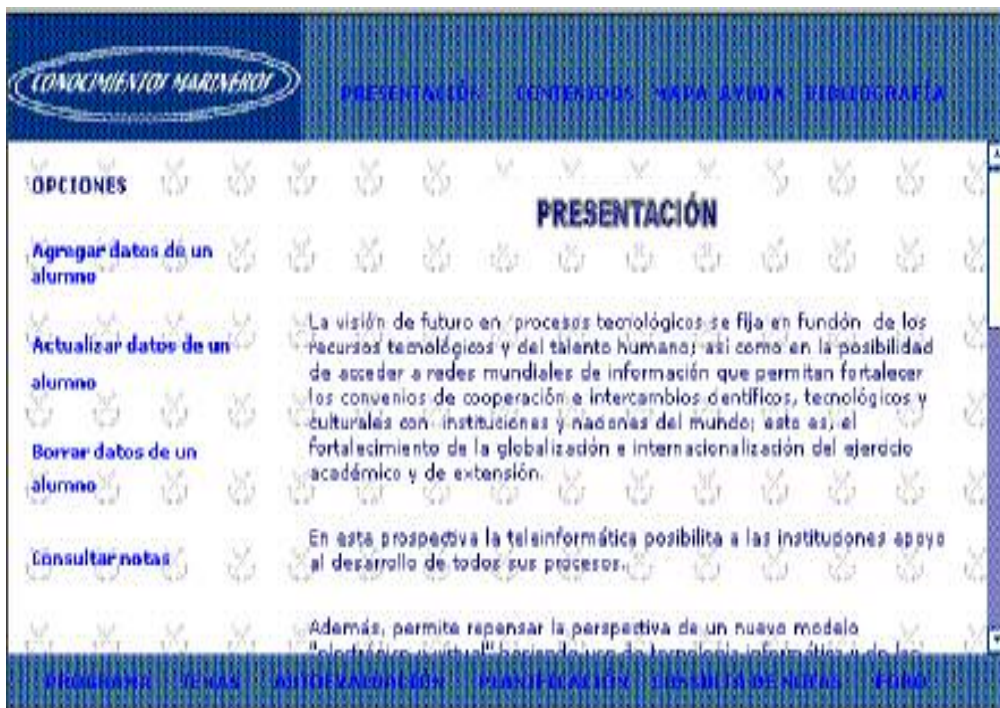 CONOCIMIENTOS MARINEROS
PRESENTACIÓN CONTENIDOS MAPA AYUDA BIBLIOGRAFÍA
OPCIONES
Agregar datos de un
alumno
Actualizar datos de un
alumno
Borrar datos de un
alumno
Consultar notas
PRESENTACIÓN
La visión de futuro en procesos tecnológicos se fija en función de los
recursos tecnológicos y del talento humano; así como en la posibilidad
de acceder a redes mundiales de información que permitan fortalecer
los convenios de cooperación e intercambios científicos, tecnológicos y
culturales con instituciones y naciones del mundo; esto es, el
fortalecimiento de la globalización e internacionalización del ejercicio
académico y de extensión.
En esta prospectiva la teleinformática posibilita a las instituciones apoyo
al desarrollo de todos sus procesos.
Además, permite repensar la perspectiva de un nuevo modelo
PROGRAMA TEMAS AUTOEVALUACIÓN PLANIFICACIÓN CONSULTA DE NOTAS FORO